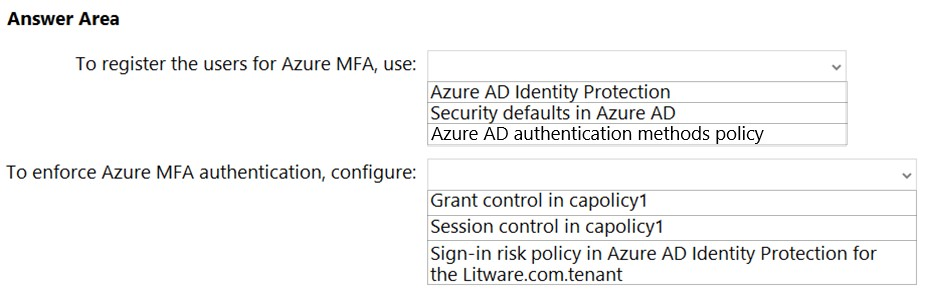 Answer Area
To register the users for Azure MFA, use:
Azure AD Identity Protection
Security defaults in Azure AD
Azure AD authentication methods policy
To enforce Azure MFA authentication, configure:
Grant control in capolicy1
Session control in capolicy1
Sign-in risk policy in Azure AD Identity Protection for
the Litware.com.tenant